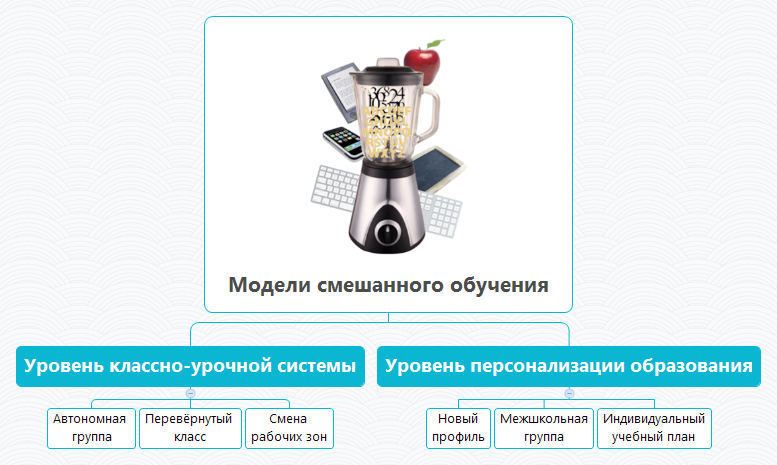 Модели смешанного обучения
Уровень классно-урочной системы
Уровень персонализации образования
Автономная
группа
Перевёрнутый
класс
Смена
рабочих зон
Новый
профиль
Межшкольная
группа
Индивидуальный
учебный план